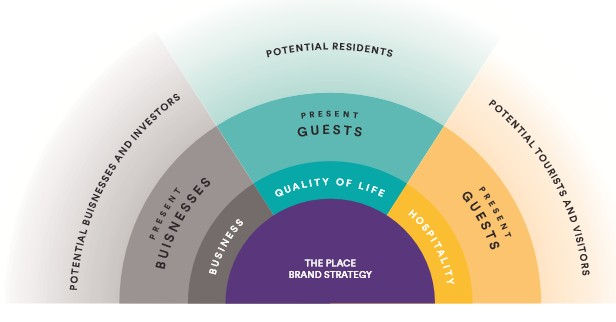 POTENTIAL BUISNESSES AND INVESTORS
PRESENT
BUISNESSES
BUSINESS
POTENTIAL RESIDENTS
PRESENT
GUESTS
QUALITY OF LIFE
POTENTIAL TOURISTS AND VISITORS
PRESENT
GUESTS
HOSPITALITY
THE PLACE
BRAND STRATEGY